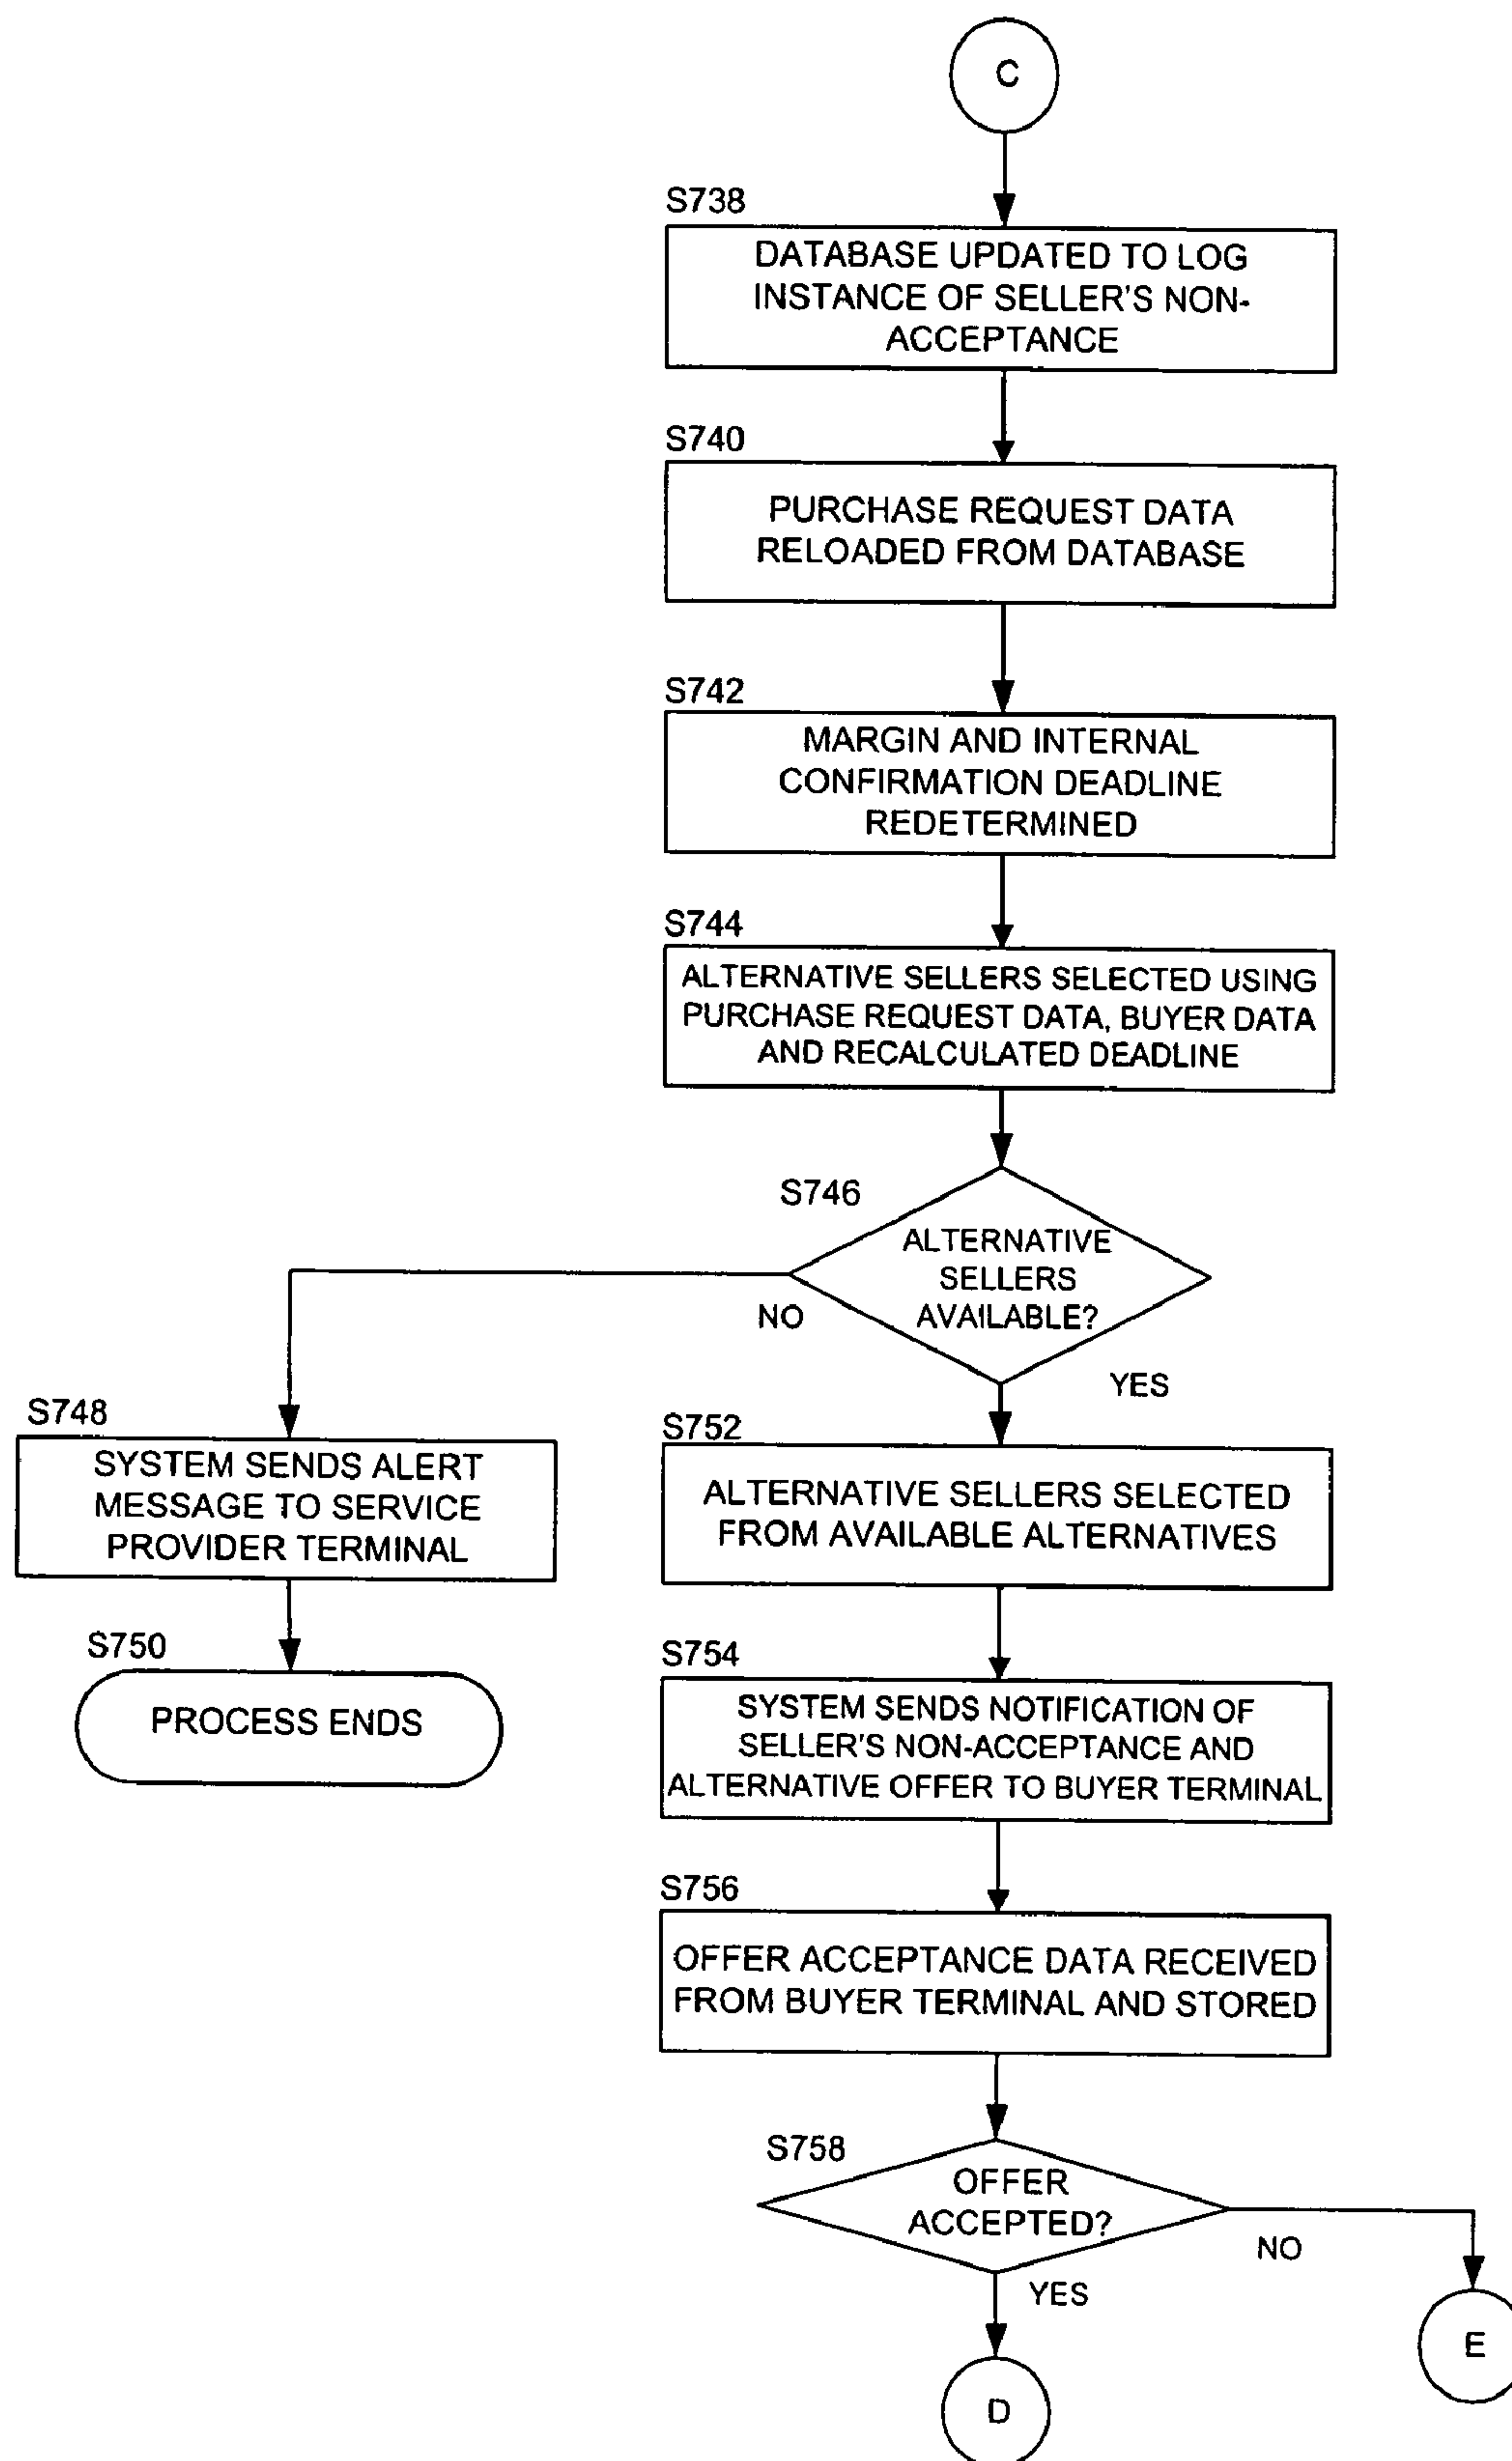 C
S738
DATABASE UPDATED TO LOG
INSTANCE OF SELLER'S NON-
ACCEPTANCE
S740
PURCHASE REQUEST DATA
RELOADED FROM DATABASE
S742
MARGIN AND INTERNAL
CONFIRMATION DEADLINE
REDETERMINED
S744
ALTERNATIVE SELLERS SELECTED USING
PURCHASE REQUEST DATA, BUYER DATA
AND RECALCULATED DEADLINE
S746
ALTERNATIVE
SELLERS
AVAILABLE?
NO
YES
S748
SYSTEM SENDS ALERT
MESSAGE TO SERVICE
PROVIDER TERMINAL
S750
PROCESS ENDS
S752
ALTERNATIVE SELLERS SELECTED
FROM AVAILABLE ALTERNATIVES
S754
SYSTEM SENDS NOTIFICATION OF
SELLER'S NON-ACCEPTANCE AND
ALTERNATIVE OFFER TO BUYER TERMINAL
S756
OFFER ACCEPTANCE DATA RECEIVED
FROM BUYER TERMINAL AND STORED
S758
OFFER
ACCEPTED?
NO
YES
E
D